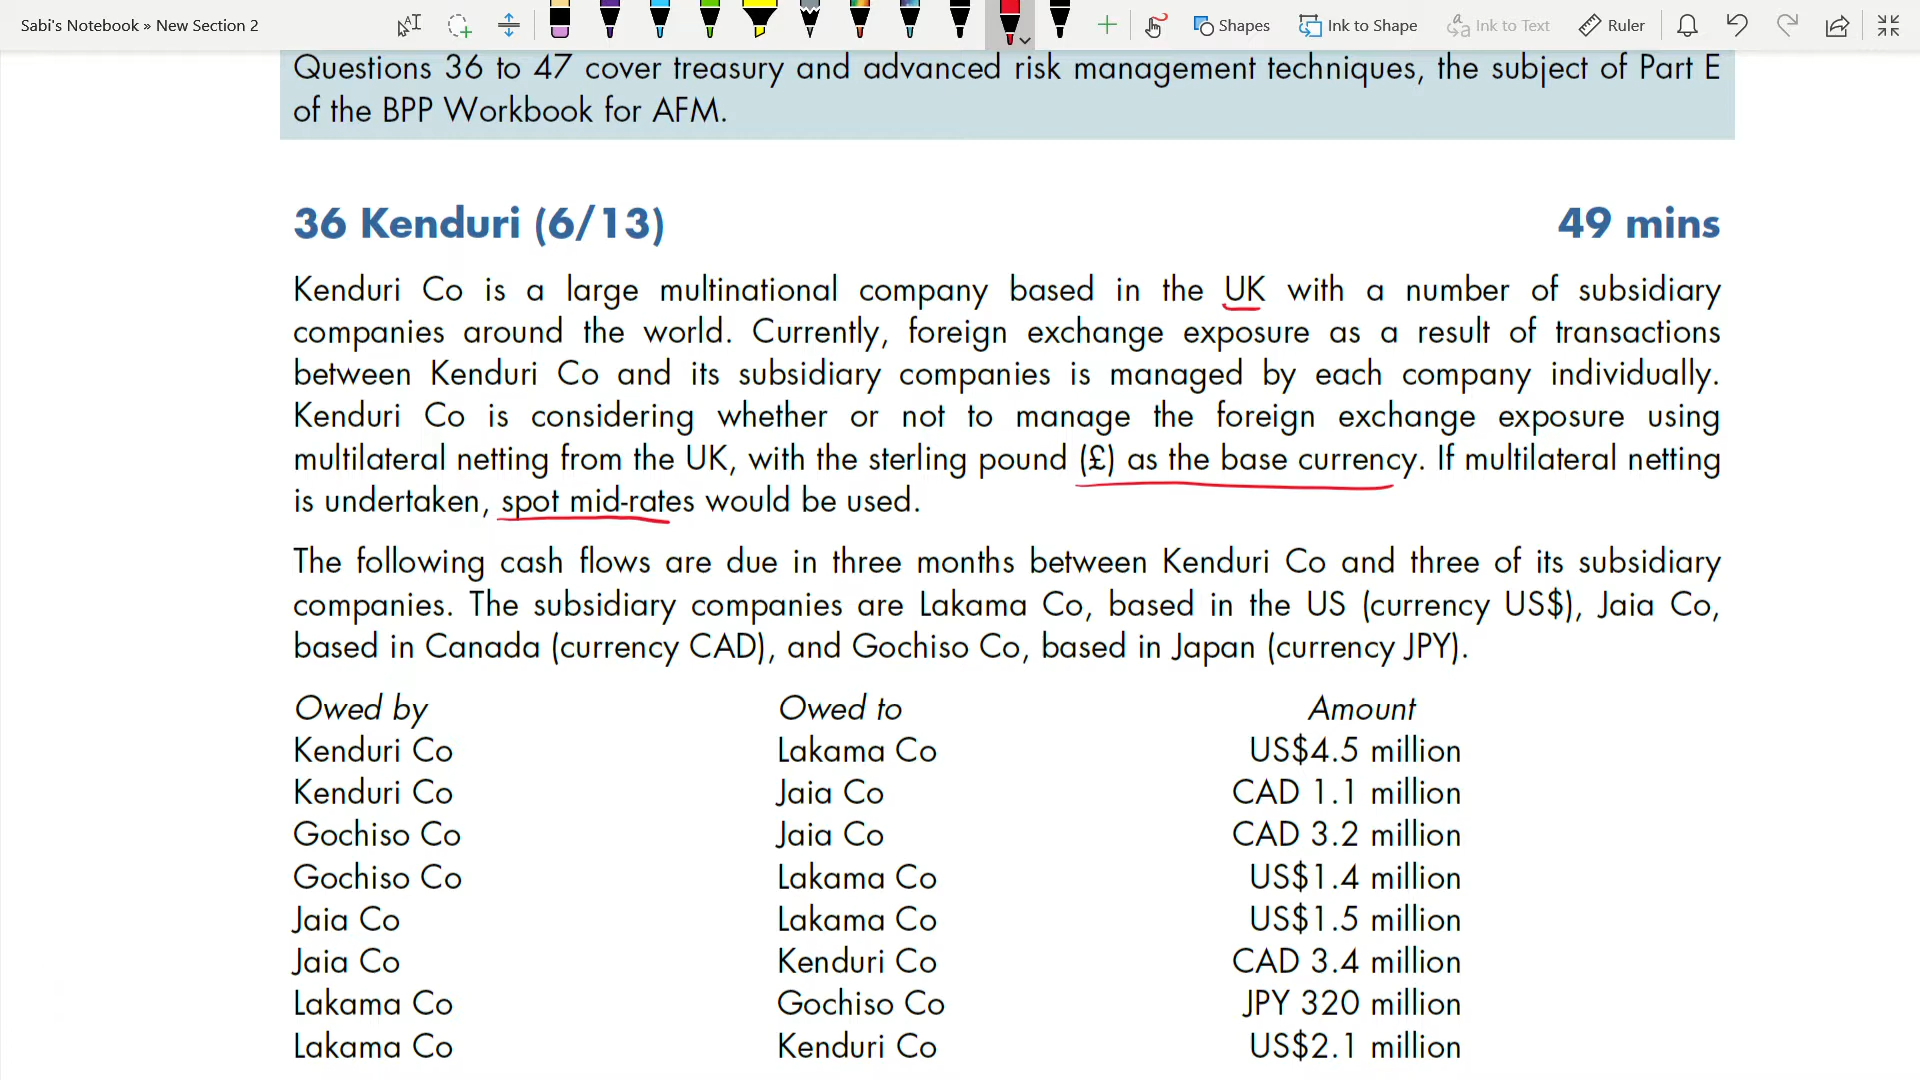 Sabi's Notebook » New Section 2
Shapes
Ink to Shape
Ink to Text
Ruler
Questions 36 to 47 cover treasury and advanced risk management techniques, the subject of Part E
of the BPP Workbook for AFM.
36 Kenduri (6/13) 49 mins
Kenduri Co is a large multinational company based in the UK with a number of subsidiary
companies around the world. Currently, foreign exchange exposure as a result of transactions
between Kenduri Co and its subsidiary companies is managed by each company individually.
Kenduri Co is considering whether or not to manage the foreign exchange exposure using
multilateral netting from the UK, with the sterling pound (£) as the base currency. If multilateral netting
is undertaken, spot mid-rates would be used.
The following cash flows are due in three months between Kenduri Co and three of its subsidiary
companies. The subsidiary companies are Lakama Co, based in the US (currency US$), Jaia Co,
based in Canada (currency CAD), and Gochiso Co, based in Japan (currency JPY).
Owed by Owed to Amount
Kenduri Co Lakama Co US$4.5 million
Kenduri Co Jaia Co CAD 1.1 million
Gochiso Co Jaia Co CAD 3.2 million
Gochiso Co Lakama Co US$1.4 million
Jaia Co Lakama Co US$1.5 million
Jaia Co Kenduri Co CAD 3.4 million
Lakama Co Gochiso Co JPY 320 million
Lakama Co Kenduri Co US$2.1 million